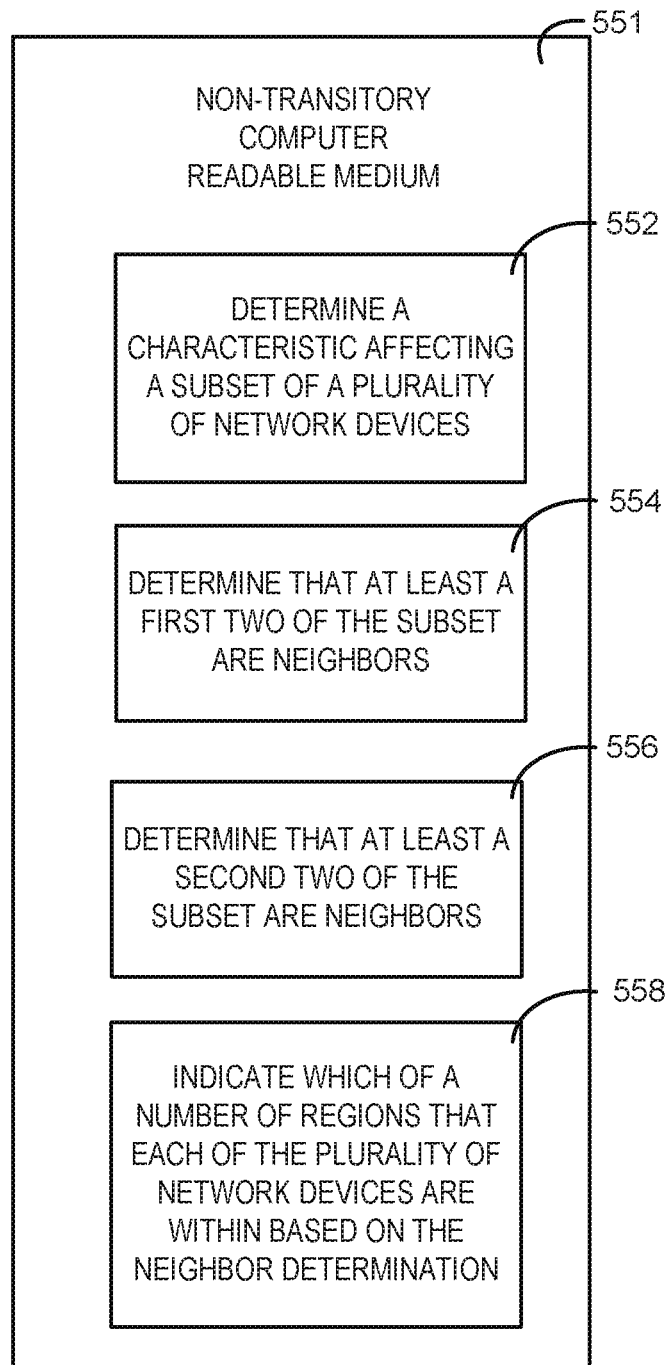 551
NON-TRANSITORY
COMPUTER
READABLE MEDIUM
552
DETERMINE A
CHARACTERISTIC AFFECTING
A SUBSET OF A PLURALITY
OF NETWORK DEVICES
554
DETERMINE THAT AT LEAST A
FIRST TWO OF THE SUBSET
ARE NEIGHBORS
556
DETERMINE THAT AT LEAST A
SECOND TWO OF THE
SUBSET ARE NEIGHBORS
558
INDICATE WHICH OF A
NUMBER OF REGIONS THAT
EACH OF THE PLURALITY OF
NETWORK DEVICES ARE
WITHIN BASED ON THE
NEIGHBOR DETERMINATION